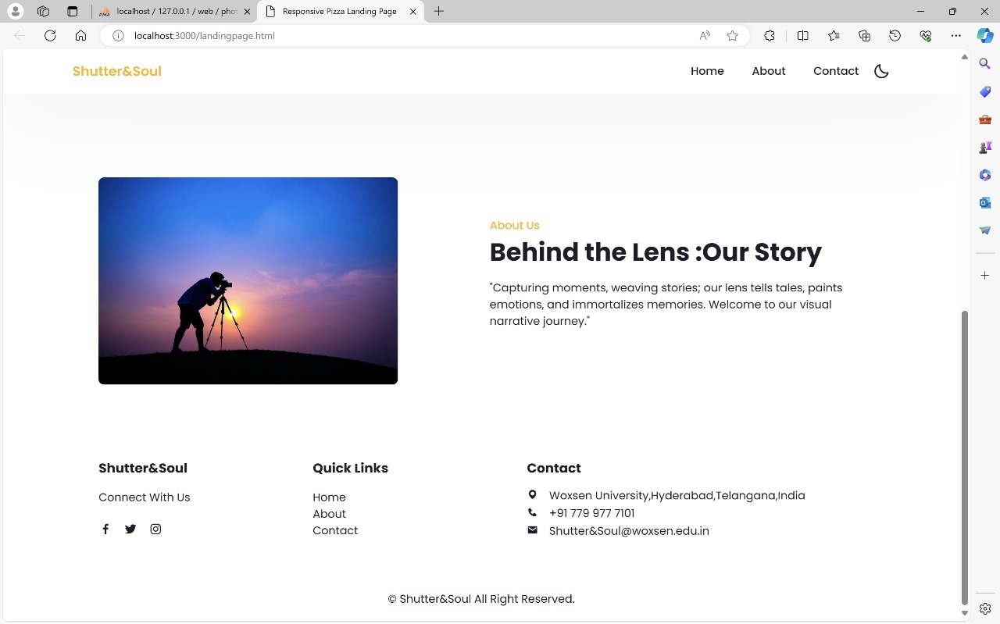 localhost / 127.0.0.1 / web / pho
Responsive Pizza Landing Page
localhost:3000/landingpage.html
Shutter&Soul
Home
About
Contact
About Us
Behind the Lens :Our Story
"Capturing moments, weaving stories; our lens tells tales, paints
emotions, and immortalizes memories. Welcome to our visual
narrative journey."
Shutter&Soul
Connect With Us
Quick Links
Home
About
Contact
Contact
Woxsen University,Hyderabad,Telangana,India
+91 779 977 7101
Shutter&Soul@woxsen.edu.in
© Shutter&Soul All Right Reserved.